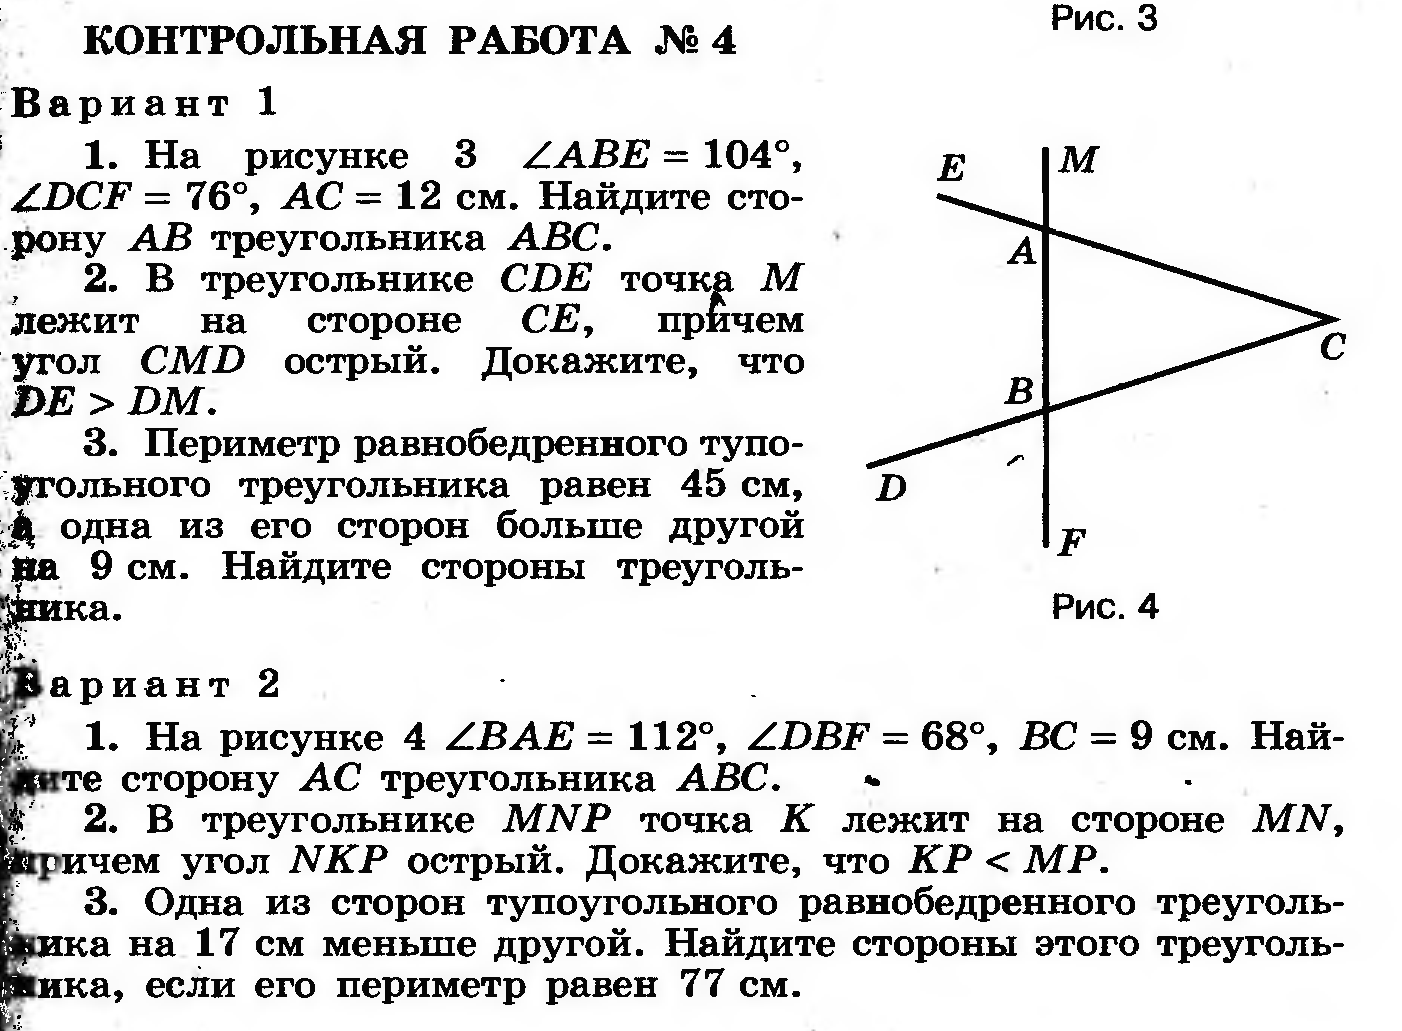 Рис. 3
КОНТРОЛЬНАЯ РАБОТА № 4
Вариант 1
1. На рисунке 3 ∠ABE = 104°,
∠DCF = 76°, AC = 12 см. Найдите сто-
рону AB треугольника ABC.
2. В треугольнике CDE точка M
лежит на стороне CE, причем
угол CMD острый. Докажите, что
DE > DM.
3. Периметр равнобедренного тупо-
угольного треугольника равен 45 см,
а одна из его сторон больше другой
на 9 см. Найдите стороны треуголь-
ника.
E M
A
C
B
D
F
Рис. 4
Вариант 2
1. На рисунке 4 ∠BAE = 112°, ∠DBF = 68°, BC = 9 см. Най-
дите сторону AC треугольника ABC.
2. В треугольнике MNP точка K лежит на стороне MN,
причем угол NKP острый. Докажите, что KP < MP.
3. Одна из сторон тупоугольного равнобедренного треуголь-
ника на 17 см меньше другой. Найдите стороны этого треуголь-
ника, если его периметр равен 77 см.